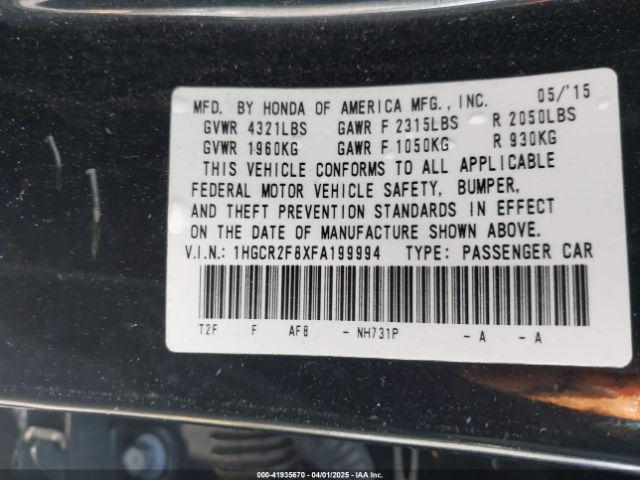 MFD. BY HONDA OF AMERICA MFG., INC. 05/'15
GVWR 4321LBS GAWR F 2315LBS R 2050LBS
GVWR 1960KG GAWR F 1050KG R 930KG
THIS VEHICLE CONFORMS TO ALL APPLICABLE
FEDERAL MOTOR VEHICLE SAFETY, BUMPER,
AND THEFT PREVENTION STANDARDS IN EFFECT
ON THE DATE OF MANUFACTURE SHOWN ABOVE.
V.I.N.: 1HGCR2F8XFA199994 TYPE: PASSENGER CAR
T2F F AF8 - NH731P - A - A
000-41935670 | 04/01/2025 | IAAI.COM